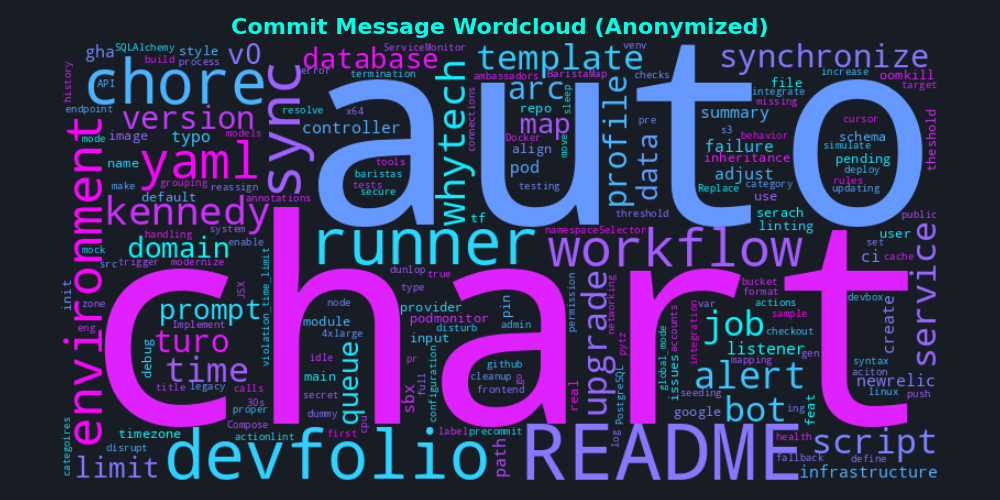 Commit Message Wordcloud (Anonymized)
gha SQLAlchemy style v0 database ServiceMonitor template venv synchronize
build process error termination ambassadors BaristaMap checks increase oomkill
history chore API sync auto arc sleep integrate file target
endpoint version resolve x64 whytech connections repo missing summary cursor
mode image typo models controller map Docker move profile data pre s3 behavior schema theshold
environment yaml tools baristas align failure simulate
name grouping reassign tests secure pod inheritance pending deploy
make default annotations testing adjust rules
kennedy system tf threshold Replace category use updating
handling runner namespaceSelector serach linting public
mock domain enable workflow user
src trigger modernize violation_time_limit dunlop true set ci cache service
init zone JSX node type provider permission networking upgrade bucket format devbox
prompt 4xlarge podmonitor pin var actions sample create
eng Implement module disturb admin pytz global_mode accounts integration job checkout
debug turo input listener
time idle queue pr configuration github PostgreSQL issues mapping gen syntax
title legacy calls main sbx full cleanup go real alert aciton newrelic
30s secret frontend seeding linux push
proper dummy google bot ing feat
categoires timezone Compose first cpu label precommit log health script
disrupt actionlint devfolio path README fallback define
limit infrastructure